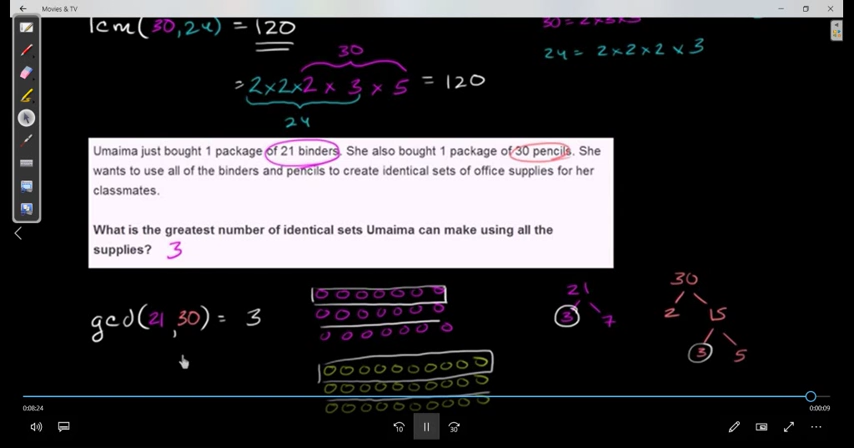 Movies & TV
lcm(30,24) = 120
30 = 2×3×5
24 = 2×2×2×3
30
= 2×2×2×3×5 = 120
24
Umaima just bought 1 package of 21 binders. She also bought 1 package of 30 pencils. She
wants to use all of the binders and pencils to create identical sets of office supplies for her
classmates.
What is the greatest number of identical sets Umaima can make using all the
supplies? 3
gcd(21,30) = 3
21
3 7
30
2 15
3 5
0:08:24
0:00:09
10
30